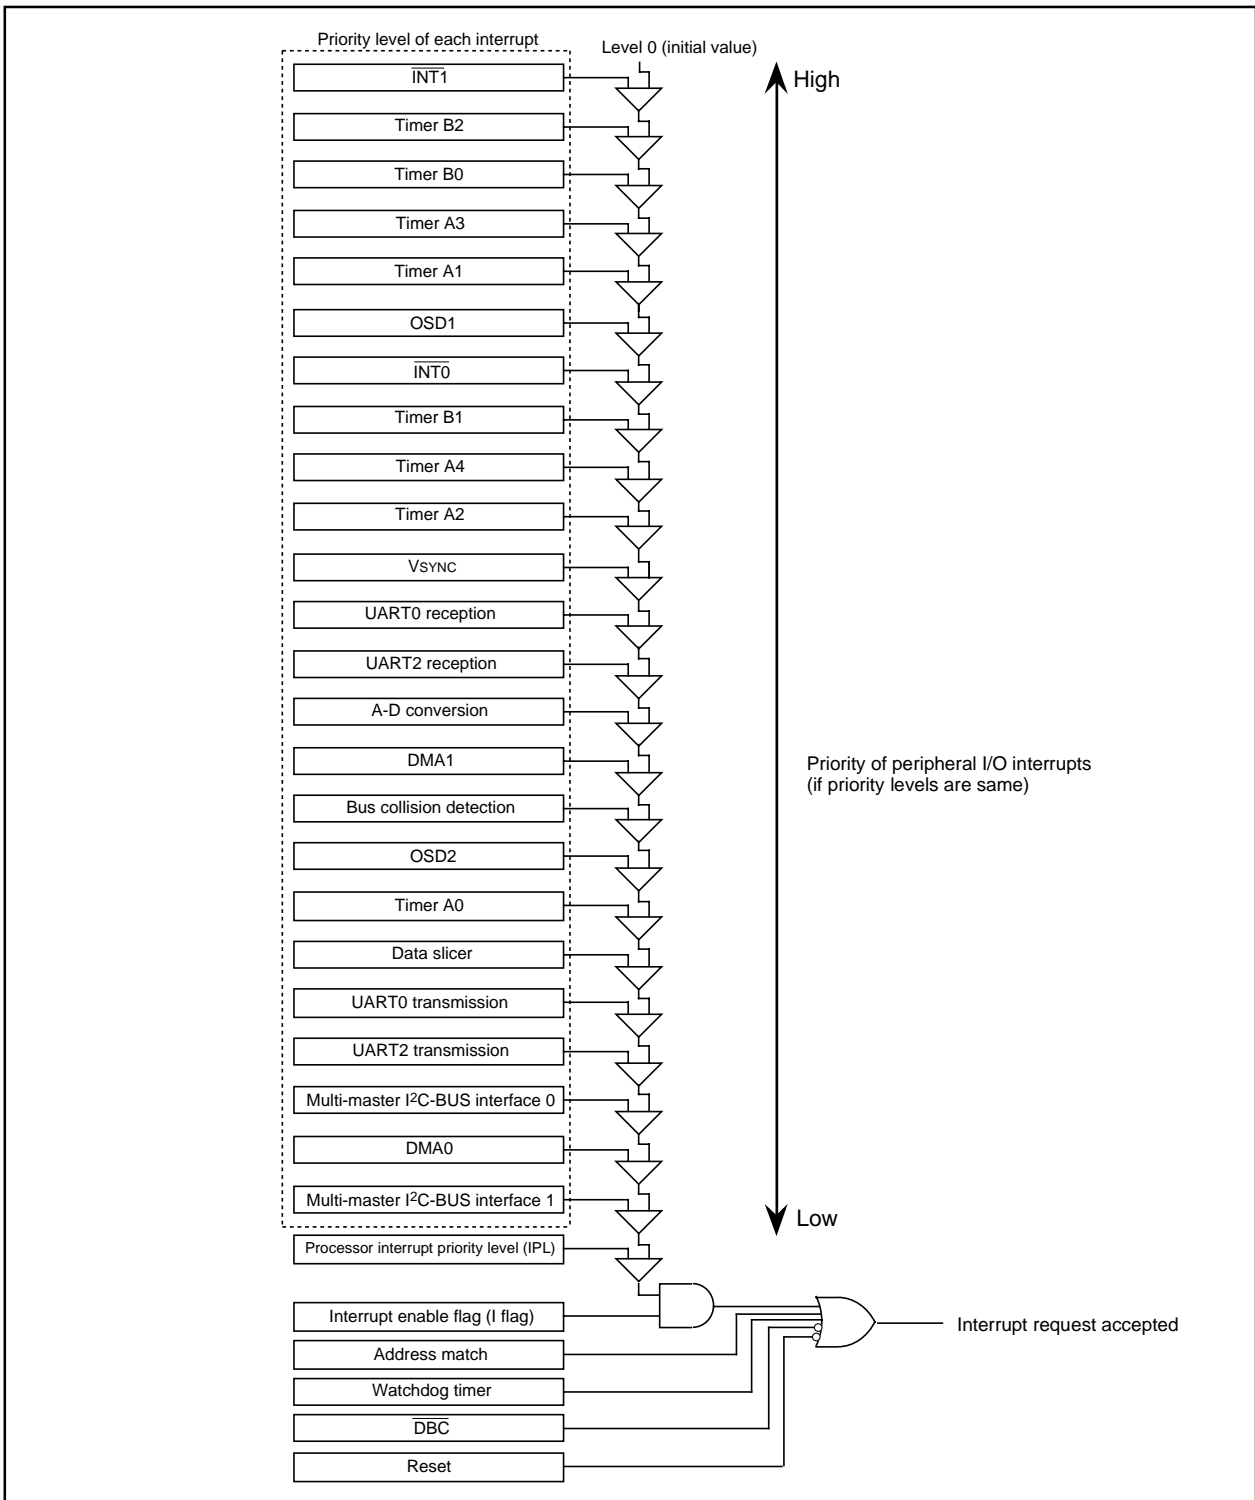 Priority level of each interrupt
Level 0 (initial value)
High
I̅N̅T̅1
Timer B2
Timer B0
Timer A3
Timer A1
OSD1
I̅N̅T̅0̅
Timer B1
Timer A4
Timer A2
VSYNC
UART0 reception
UART2 reception
A-D conversion
DMA1
Priority of peripheral I/O interrupts
(if priority levels are same)
Bus collision detection
OSD2
Timer A0
Data slicer
UART0 transmission
UART2 transmission
Multi-master I²C-BUS interface 0
DMA0
Multi-master I²C-BUS interface 1
Low
Processor interrupt priority level (IPL)
Interrupt enable flag (I flag)
Interrupt request accepted
Address match
Watchdog timer
D̅B̅C̅
Reset